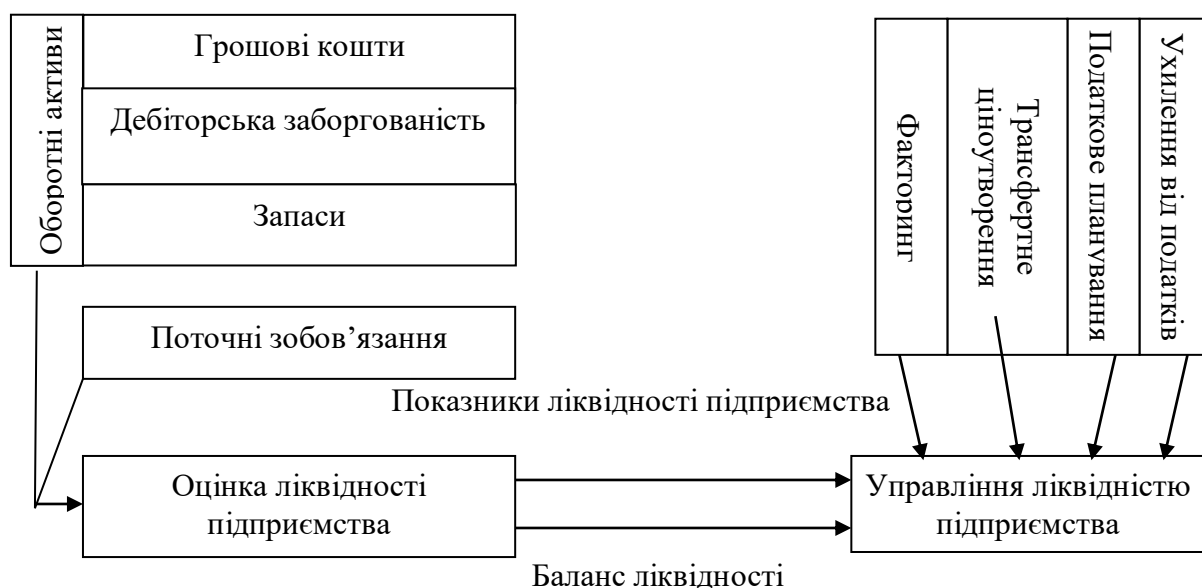 Оборотні активи
Грошові кошти
Дебіторська заборгованість
Запаси
Поточні зобов’язання
Факторинг
Трансфертне
ціноутворення
Податкове планування
Ухилення від податків
Показники ліквідності підприємства
Оцінка ліквідності
підприємства
Управління ліквідністю
підприємства
Баланс ліквідності